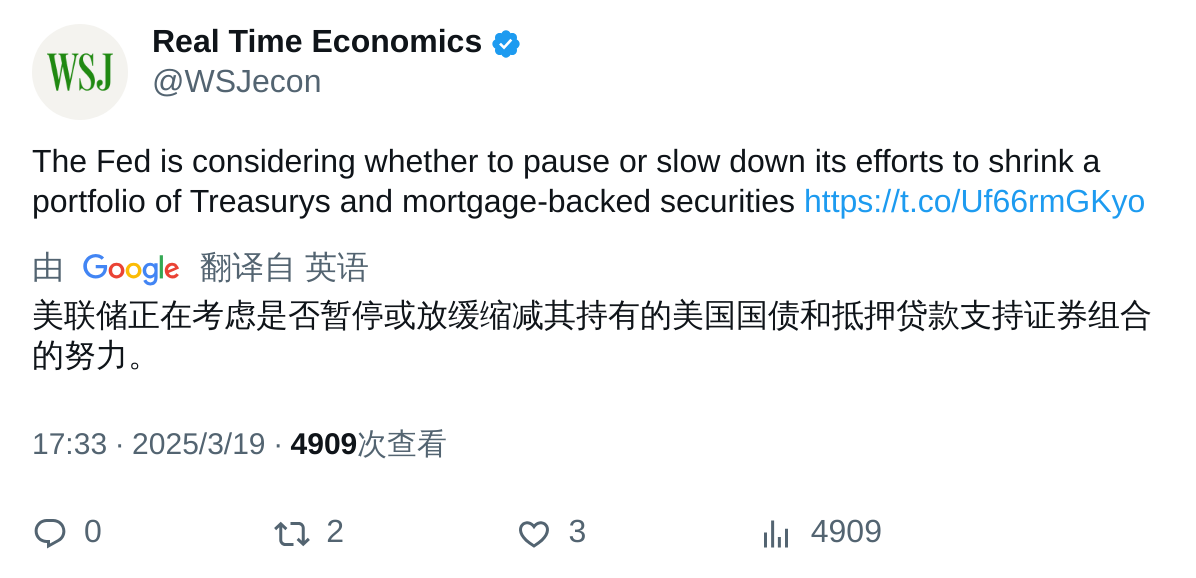 WSJ
Real Time Economics
@WSJecon
The Fed is considering whether to pause or slow down its efforts to shrink a
portfolio of Treasurys and mortgage-backed securities https://t.co/Uf66rmGKyo
由 Google 翻译自 英语
美联储正在考虑是否暂停或放缓缩减其持有的美国国债和抵押贷款支持证券组合
的努力。
17:33 · 2025/3/19 · 4909次查看
0 2 3 4909